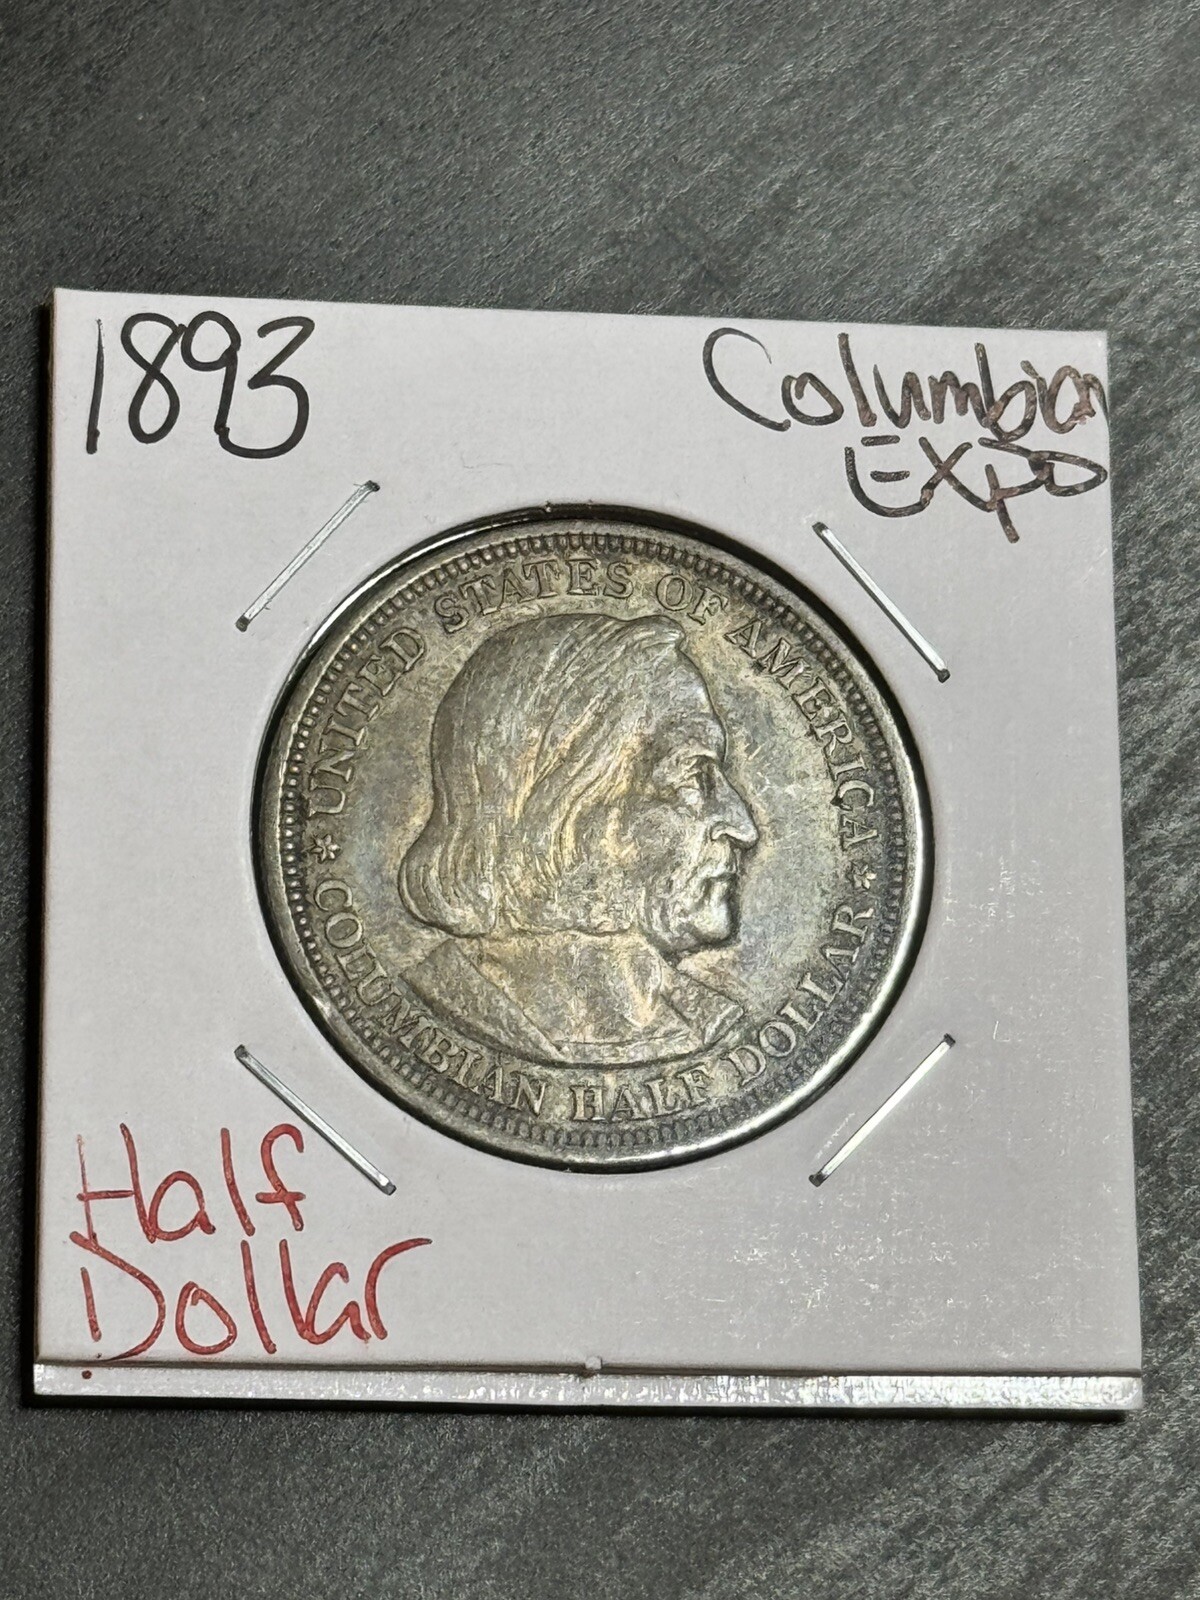 1893
Columbian
EXPO
UNITED STATES OF AMERICA
COLUMBIAN HALF DOLLAR
Half
Dollar